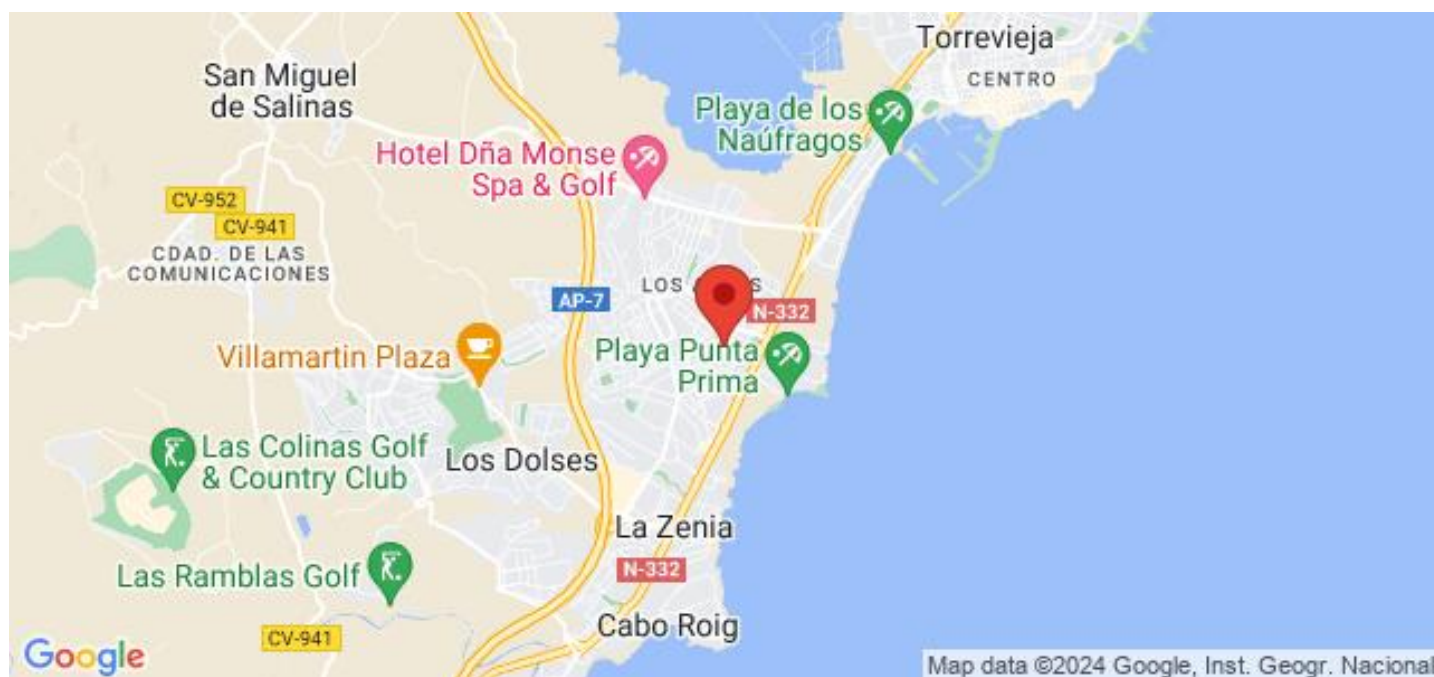 Torrevieja
CENTRO
San Miguel
de Salinas
Playa de los
Naúfragos
Hotel Dña Monse
Spa & Golf
CV-952
CV-941
CDAD. DE LAS
COMUNICACIONES
LOS
AP-7
N-332
Playa Punta
Prima
Villamartin Plaza
Las Colinas Golf
& Country Club
Los Dolses
La Zenia
N-332
Las Ramblas Golf
Cabo Roig
CV-941
Google
Map data ©2024 Google, Inst. Geogr. Nacional